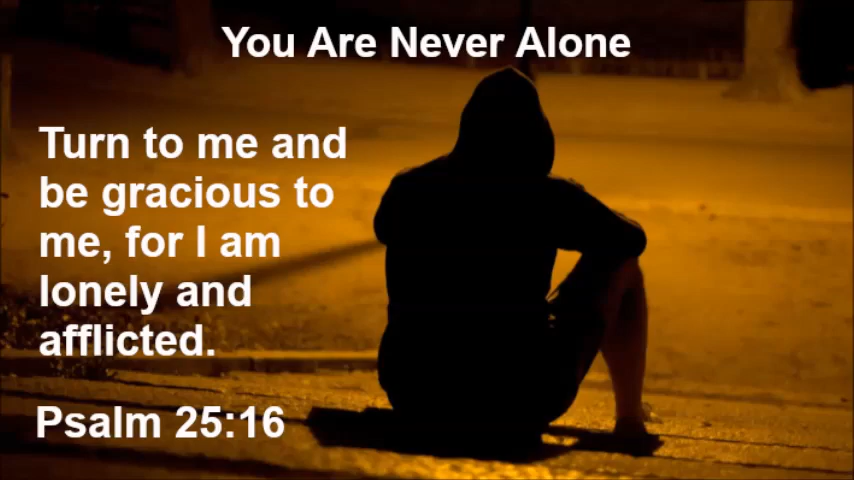 You Are Never Alone
Turn to me and
be gracious to
me, for I am
lonely and
afflicted.
Psalm 25:16